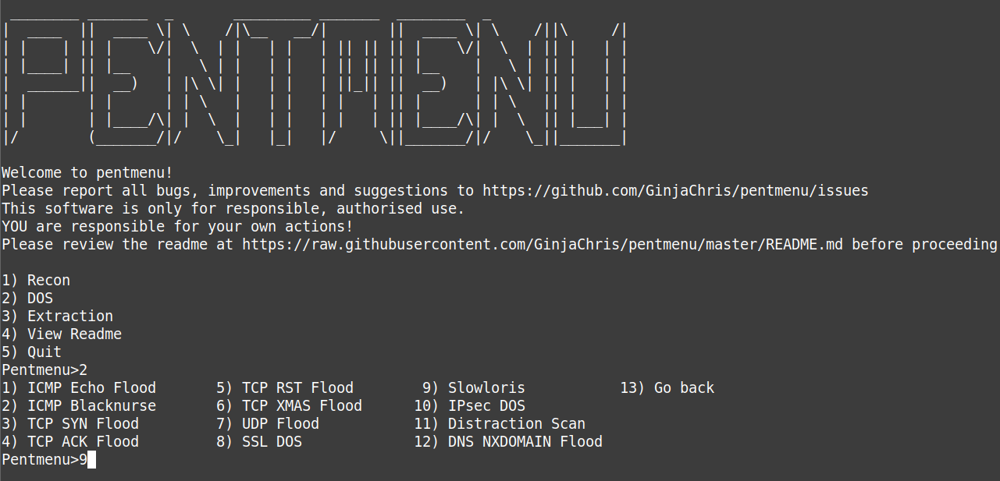 PENTMENU
Welcome to pentmenu!
Please report all bugs, improvements and suggestions to https://github.com/GinjaChris/pentmenu/issues
This software is only for responsible, authorised use.
YOU are responsible for your own actions!
Please review the readme at https://raw.githubusercontent.com/GinjaChris/pentmenu/master/README.md before proceeding
1) Recon
2) DOS
3) Extraction
4) View Readme
5) Quit
Pentmenu>2
1) ICMP Echo Flood 5) TCP RST Flood 9) Slowloris 13) Go back
2) ICMP Blacknurse 6) TCP XMAS Flood 10) IPsec DOS
3) TCP SYN Flood 7) UDP Flood 11) Distraction Scan
4) TCP ACK Flood 8) SSL DOS 12) DNS NXDOMAIN Flood
Pentmenu>9